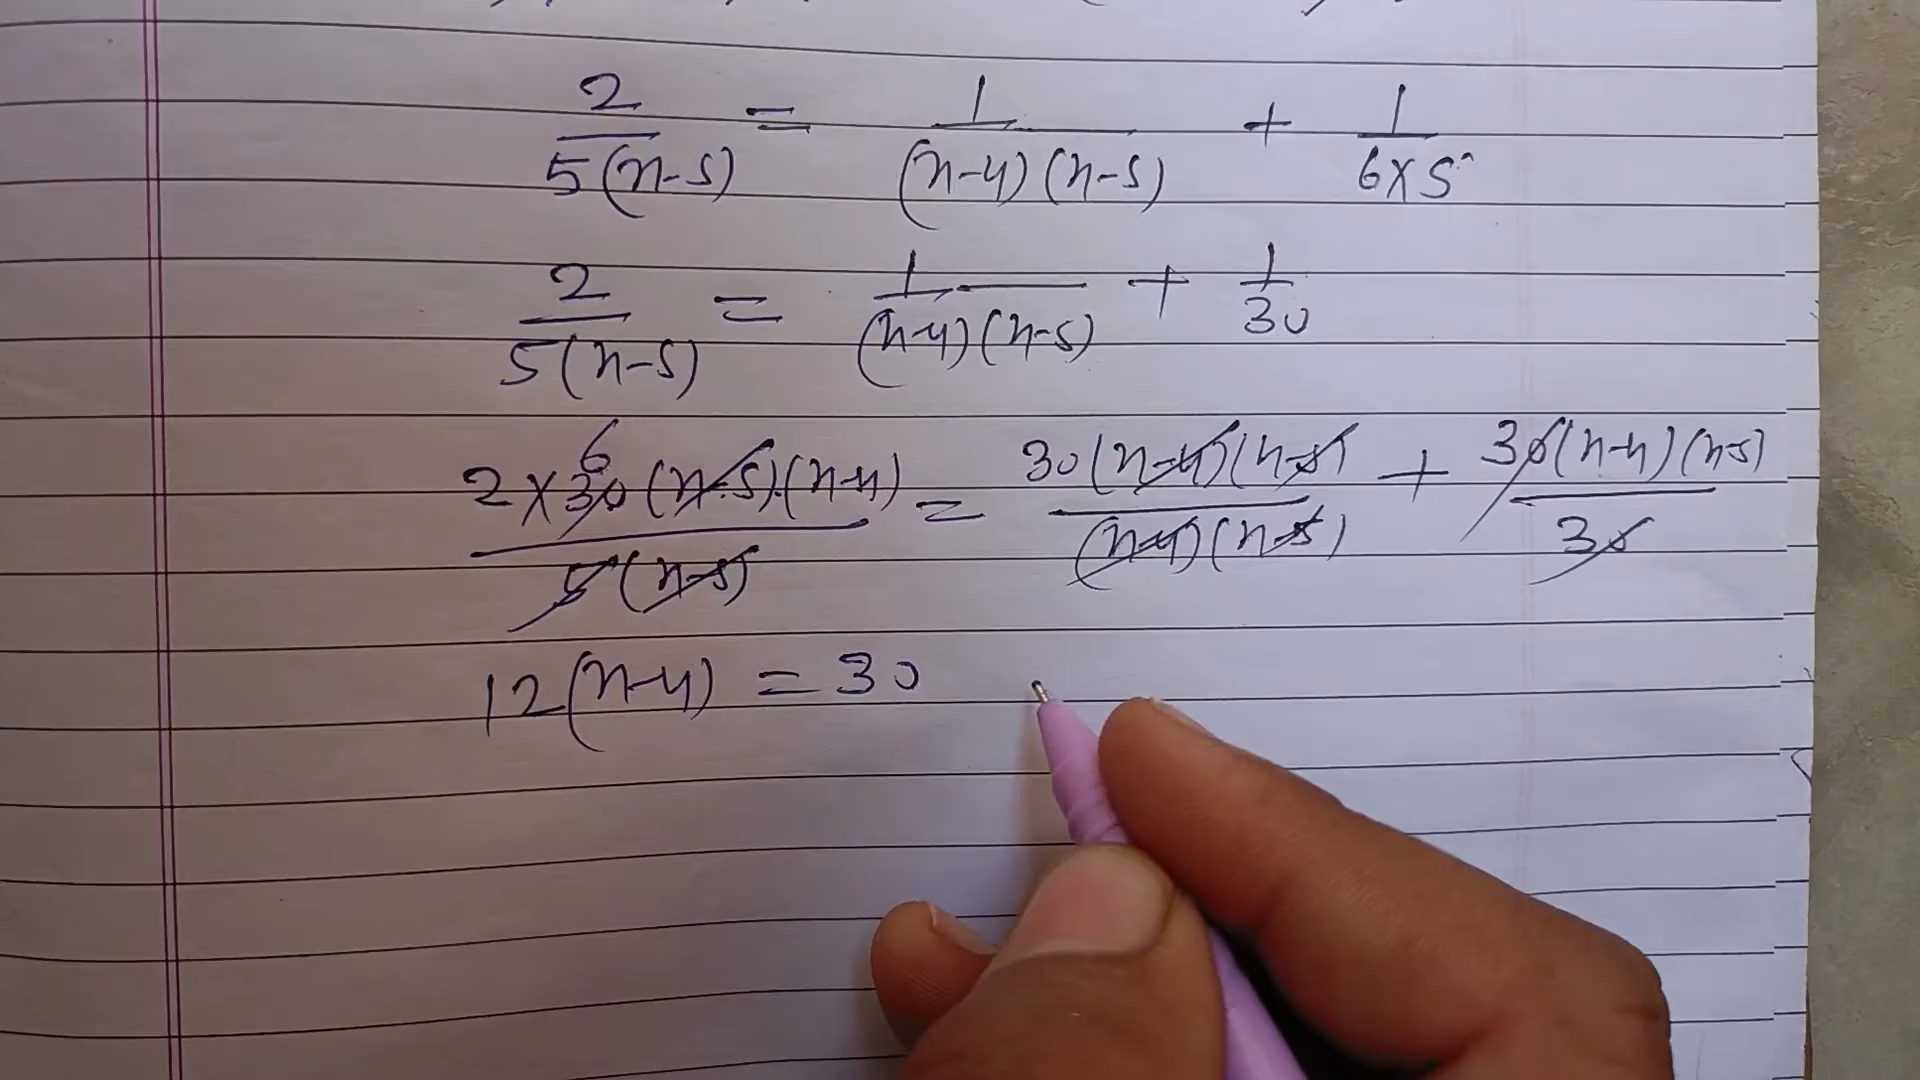 2/5(n-5) = 1/(n-4)(n-5) + 1/6×5
2/5(n-5) = 1/(n-4)(n-5) + 1/30
2×30(n-5).(n-4)/5(n-5) = 30(n-4)(n-5)/(n-4)(n-5) + 30(n-4)(n-5)/30
6
12(n-4) = 30